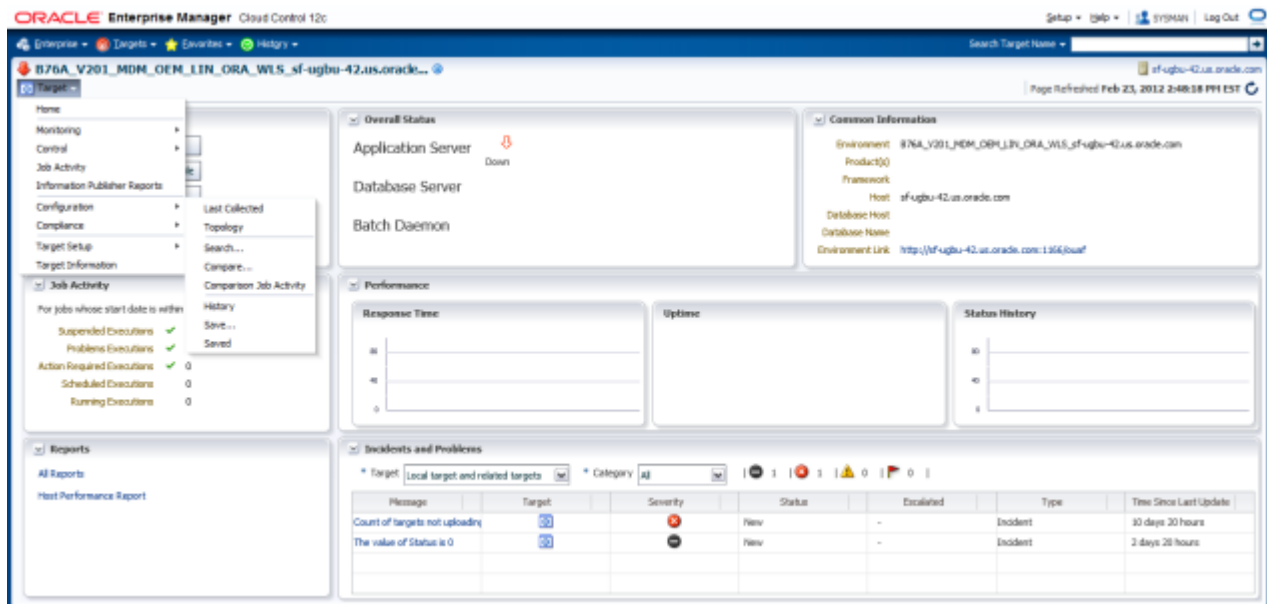 ORACLE Enterprise Manager Cloud Control 12c
Setup Help SYSMAN Log Out
Enterprise Targets Favorites History
Search Target Name
B76A_V201_MDM_OEM_LIN_ORA_WLS_sf-ugbu-42.us.oracle...
sf-ugbu-42.us.oracle.com
Target
Page Refreshed Feb 23, 2012 2:48:18 PM EST
Home
Monitoring
Control
Job Activity
Information Publisher Reports
Configuration
Compliance
Target Setup
Target Information
Last Collected
Topology
Search...
Compare...
Comparison Job Activity
History
Save...
Saved
Overall Status
Application Server
Down
Database Server
Batch Daemon
Common Information
Environment B76A_V201_MDM_OEM_LIN_ORA_WLS_sf-ugbu-42.us.oracle.com
Product(s)
Framework
Host sf-ugbu-42.us.oracle.com
Database Host
Database Name
Environment Link http://sf-ugbu-42.us.oracle.com:1166/ouaf
Job Activity
For jobs whose start date is within
Suspended Executions
Problems Executions
Action Required Executions 0
Scheduled Executions 0
Running Executions 0
Performance
Response Time
80
40
0
Uptime
Status History
80
40
0
Reports
All Reports
Host Performance Report
Incidents and Problems
* Target Local target and related targets * Category All | 1 | 1 | 0 | 0 |
Message Target Severity Status Escalated Type Time Since Last Update
Count of targets not uploading New - Incident 10 days 20 hours
The value of Status is 0 New - Incident 2 days 20 hours